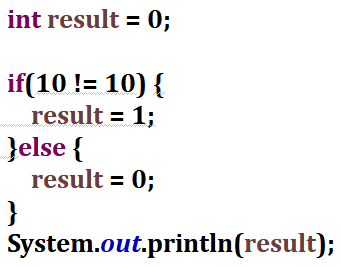 int result = 0;
if(10 != 10) {
result = 1;
}else {
result = 0;
}
System.out.println(result);